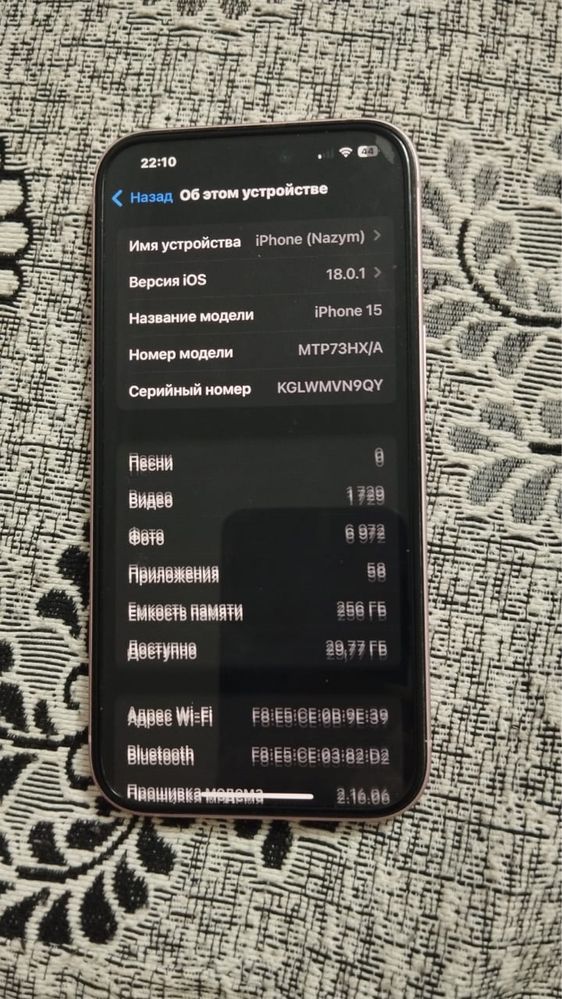 22:10
44
Назад Об этом устройстве
Имя устройства iPhone (Nazym)
Версия iOS 18.0.1
Название модели iPhone 15
Номер модели MTP73HX/A
Серийный номер KGLWMVN9QY
Песни 0
Видео 1 729
Фото 6 972
Приложения 58
Емкость памяти 256 ГБ
Доступно 29,77 ГБ
Адрес Wi-Fi F8:E5:CE:0B:9E:39
Bluetooth F8:E5:CE:03:82:D2
Прошивка модема 2.16.06